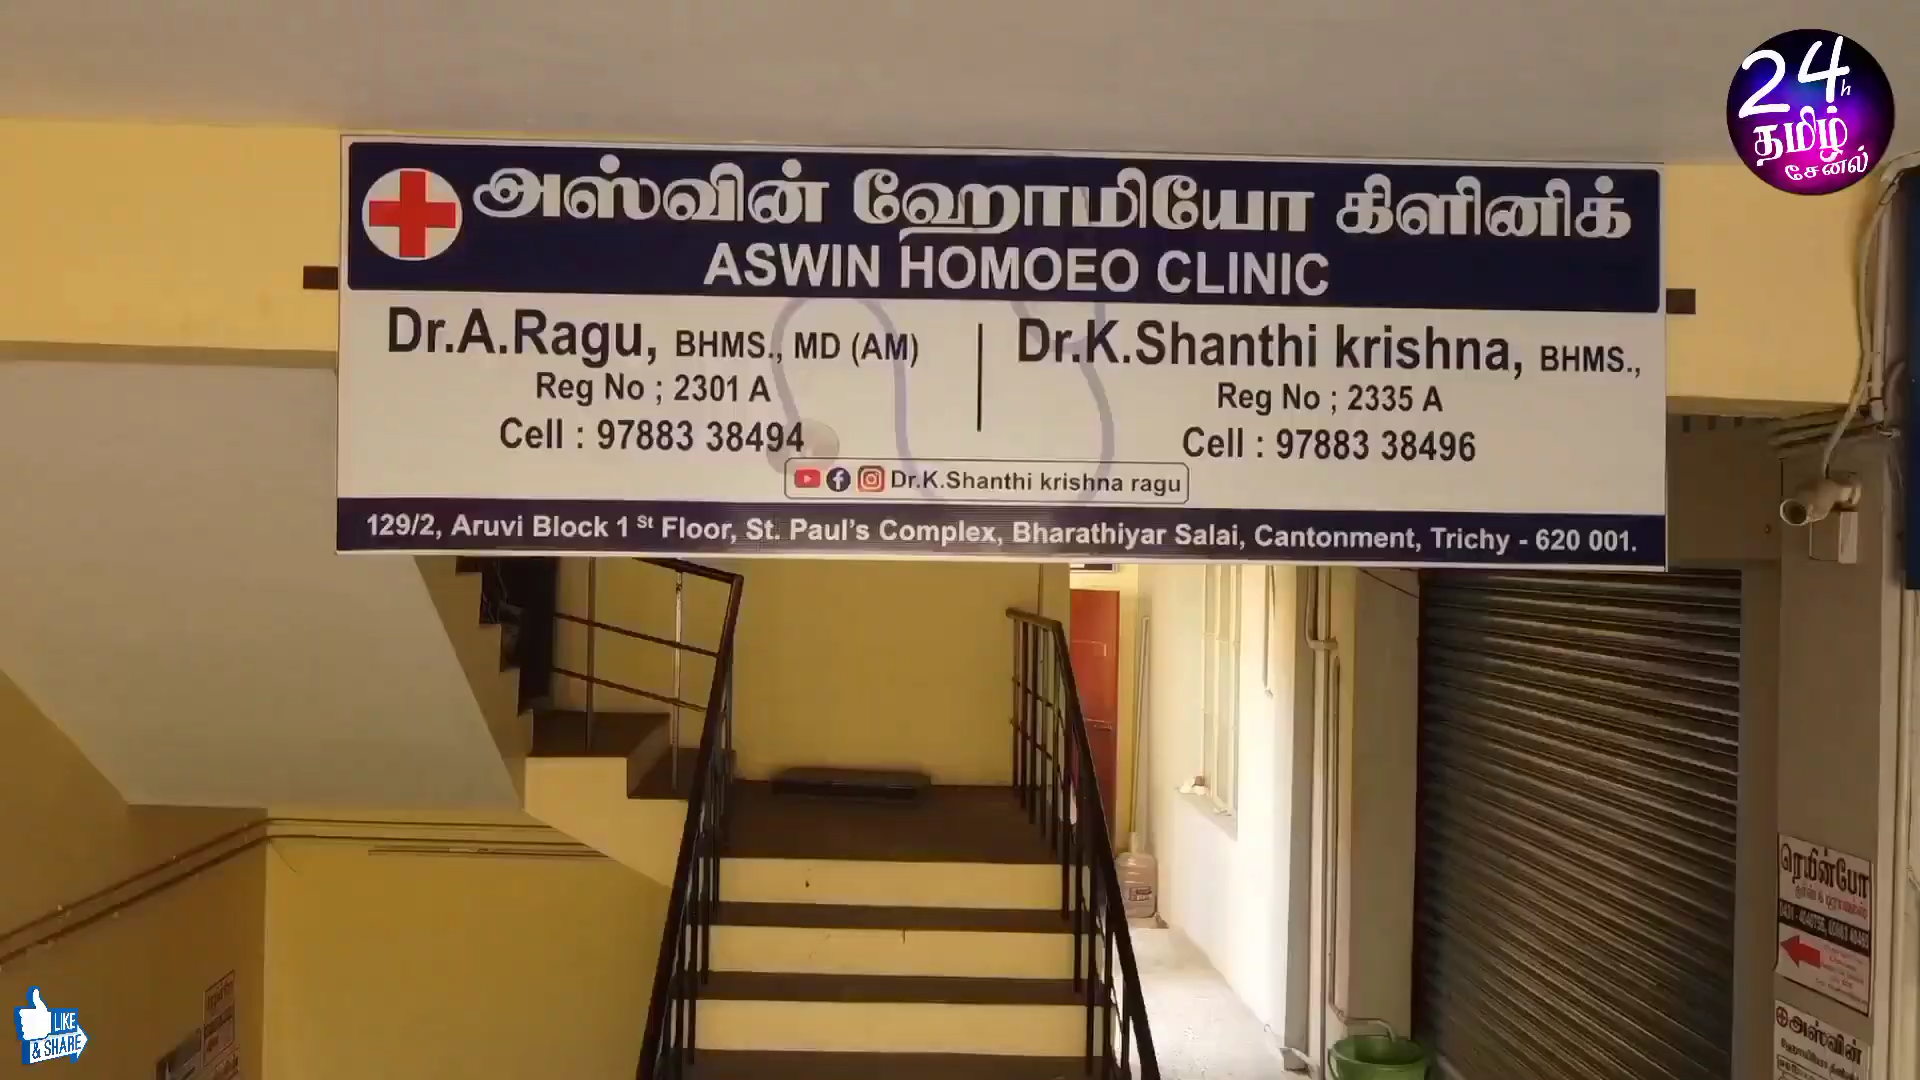 24h
தமிழ்
சேனல்
அஸ்வின் ஹோமியோ கிளினிக்
ASWIN HOMOEO CLINIC
Dr.A.Ragu, BHMS., MD (AM)
Reg No ; 2301 A
Cell : 97883 38494
Dr.K.Shanthi krishna, BHMS.,
Reg No ; 2335 A
Cell : 97883 38496
Dr.K.Shanthi krishna ragu
129/2, Aruvi Block 1 St Floor, St. Paul's Complex, Bharathiyar Salai, Cantonment, Trichy - 620 001.
ரெயின்போ
அஸ்வின்
LIKE
& SHARE